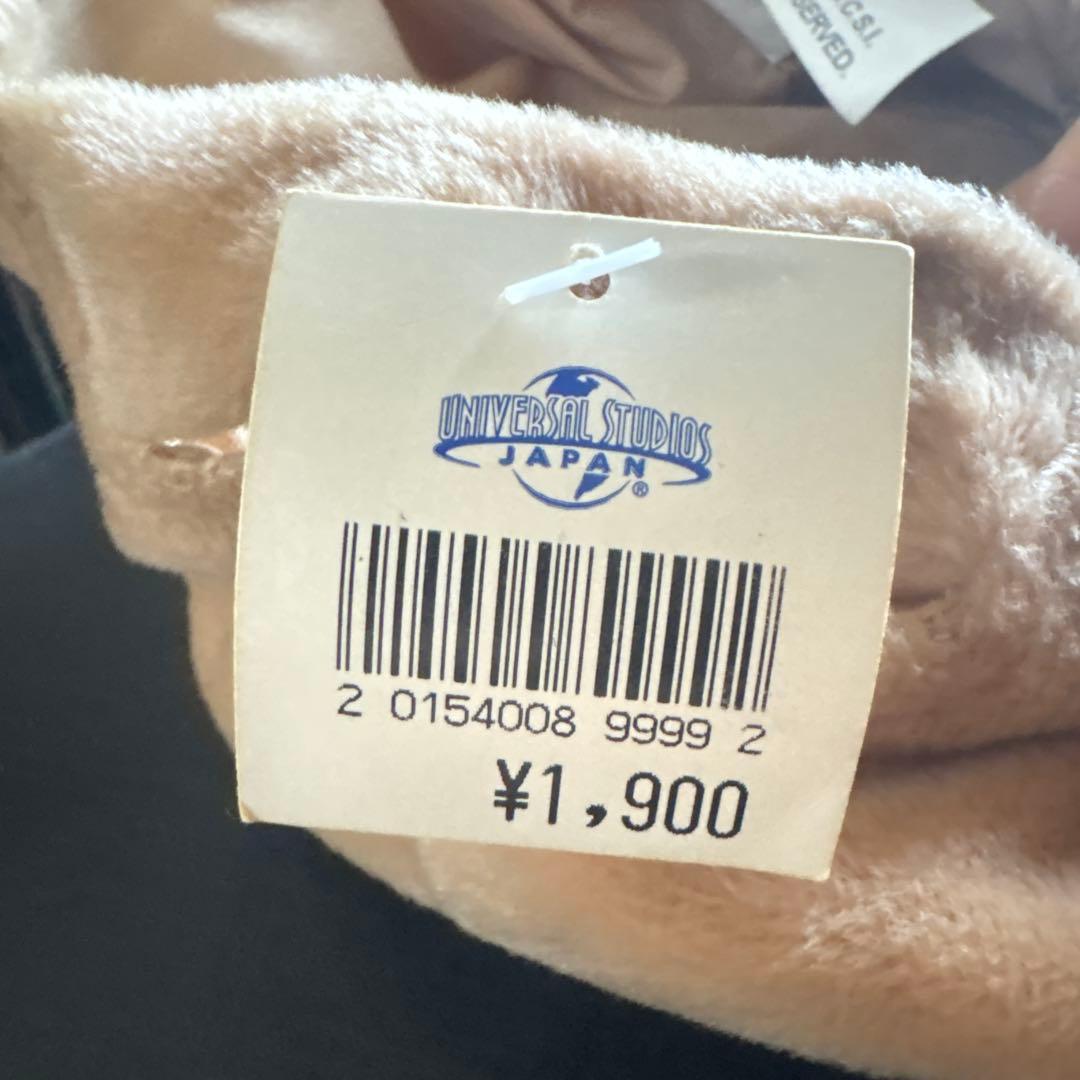 .C.S.I.
SERVED.
UNIVERSAL STUDIOS
JAPAN
®
2 0154008 9999 2
¥1,900